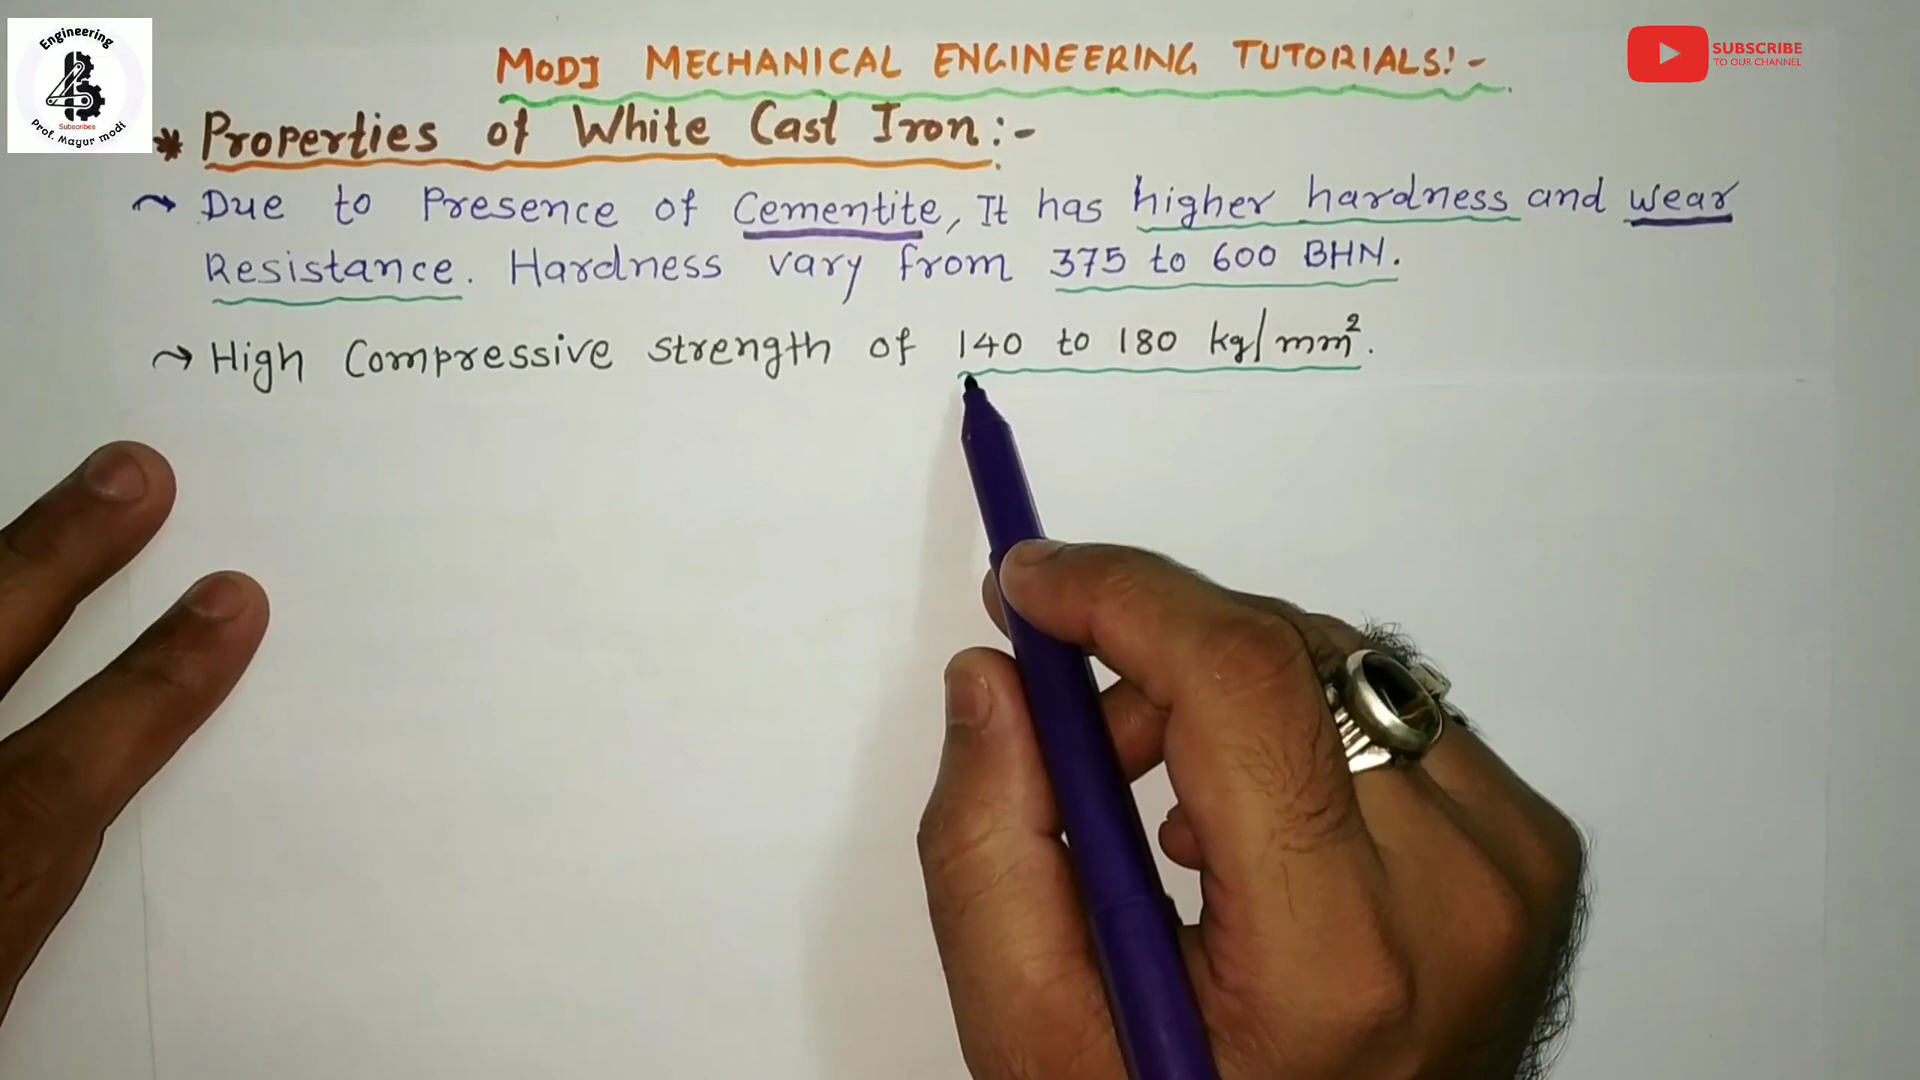 Engineering
Subscribes
Prof. Mayur modi
SUBSCRIBE
TO OUR CHANNEL
MODI MECHANICAL ENGINEERING TUTORIALS:-
* Properties of White Cast Iron:-
→ Due to Presence of Cementite, It has higher hardness and wear
Resistance. Hardness vary from 375 to 600 BHN.
→ High Compressive strength of 140 to 180 kg/mm².